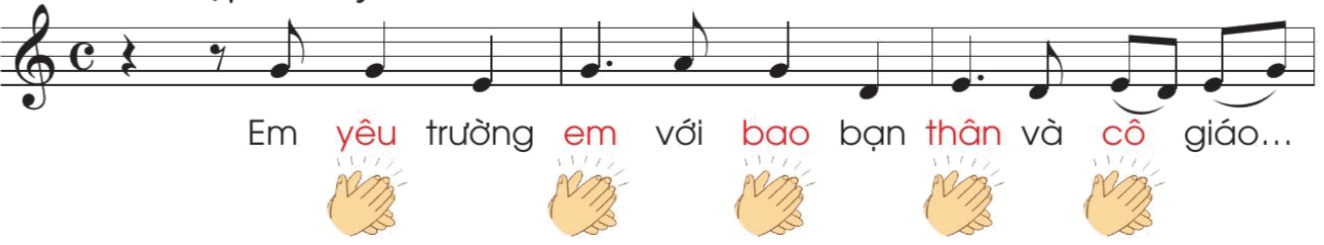 Em yêu trường em với bao bạn thân và cô giáo...